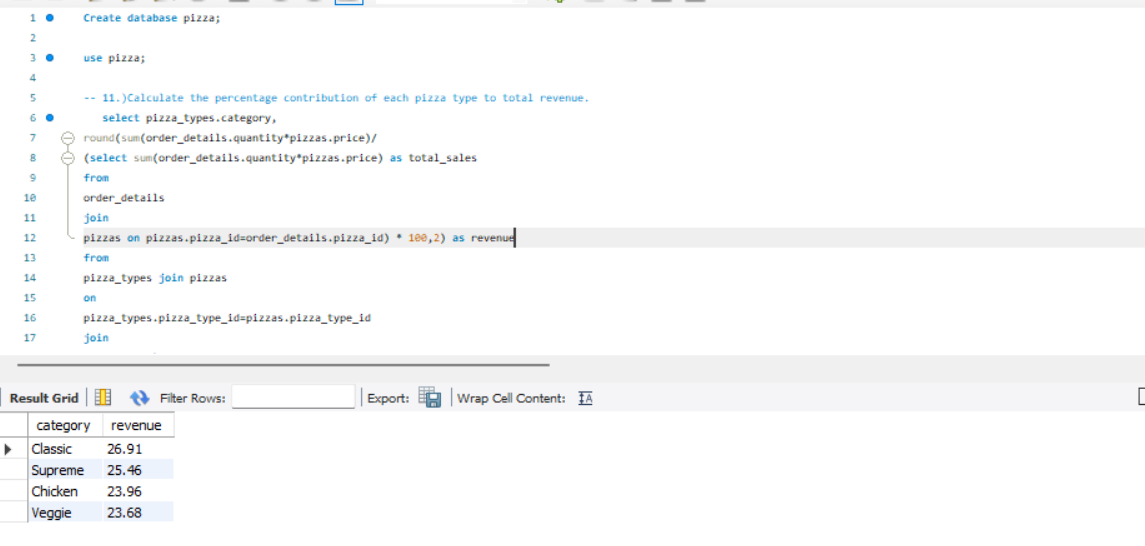 1 Create database pizza;
2
3 use pizza;
4
5 -- 11.)Calculate the percentage contribution of each pizza type to total revenue.
6 select pizza_types.category,
7 round(sum(order_details.quantity*pizzas.price)/
8 (select sum(order_details.quantity*pizzas.price) as total_sales
9 from
10 order_details
11 join
12 pizzas on pizzas.pizza_id=order_details.pizza_id) * 100,2) as revenue
13 from
14 pizza_types join pizzas
15 on
16 pizza_types.pizza_type_id=pizzas.pizza_type_id
17 join
Result Grid Filter Rows: Export: Wrap Cell Content: IA
category revenue
Classic 26.91
Supreme 25.46
Chicken 23.96
Veggie 23.68